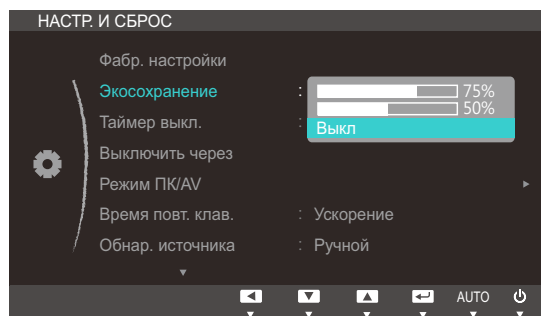 НАСТР. И СБРОС
Фабр. настройки
Экосохранение :
75%
50%
Выкл
Таймер выкл. :
Выключить через
Режим ПК/AV
Время повт. клав. : Ускорение
Обнар. источника : Ручной
AUTO